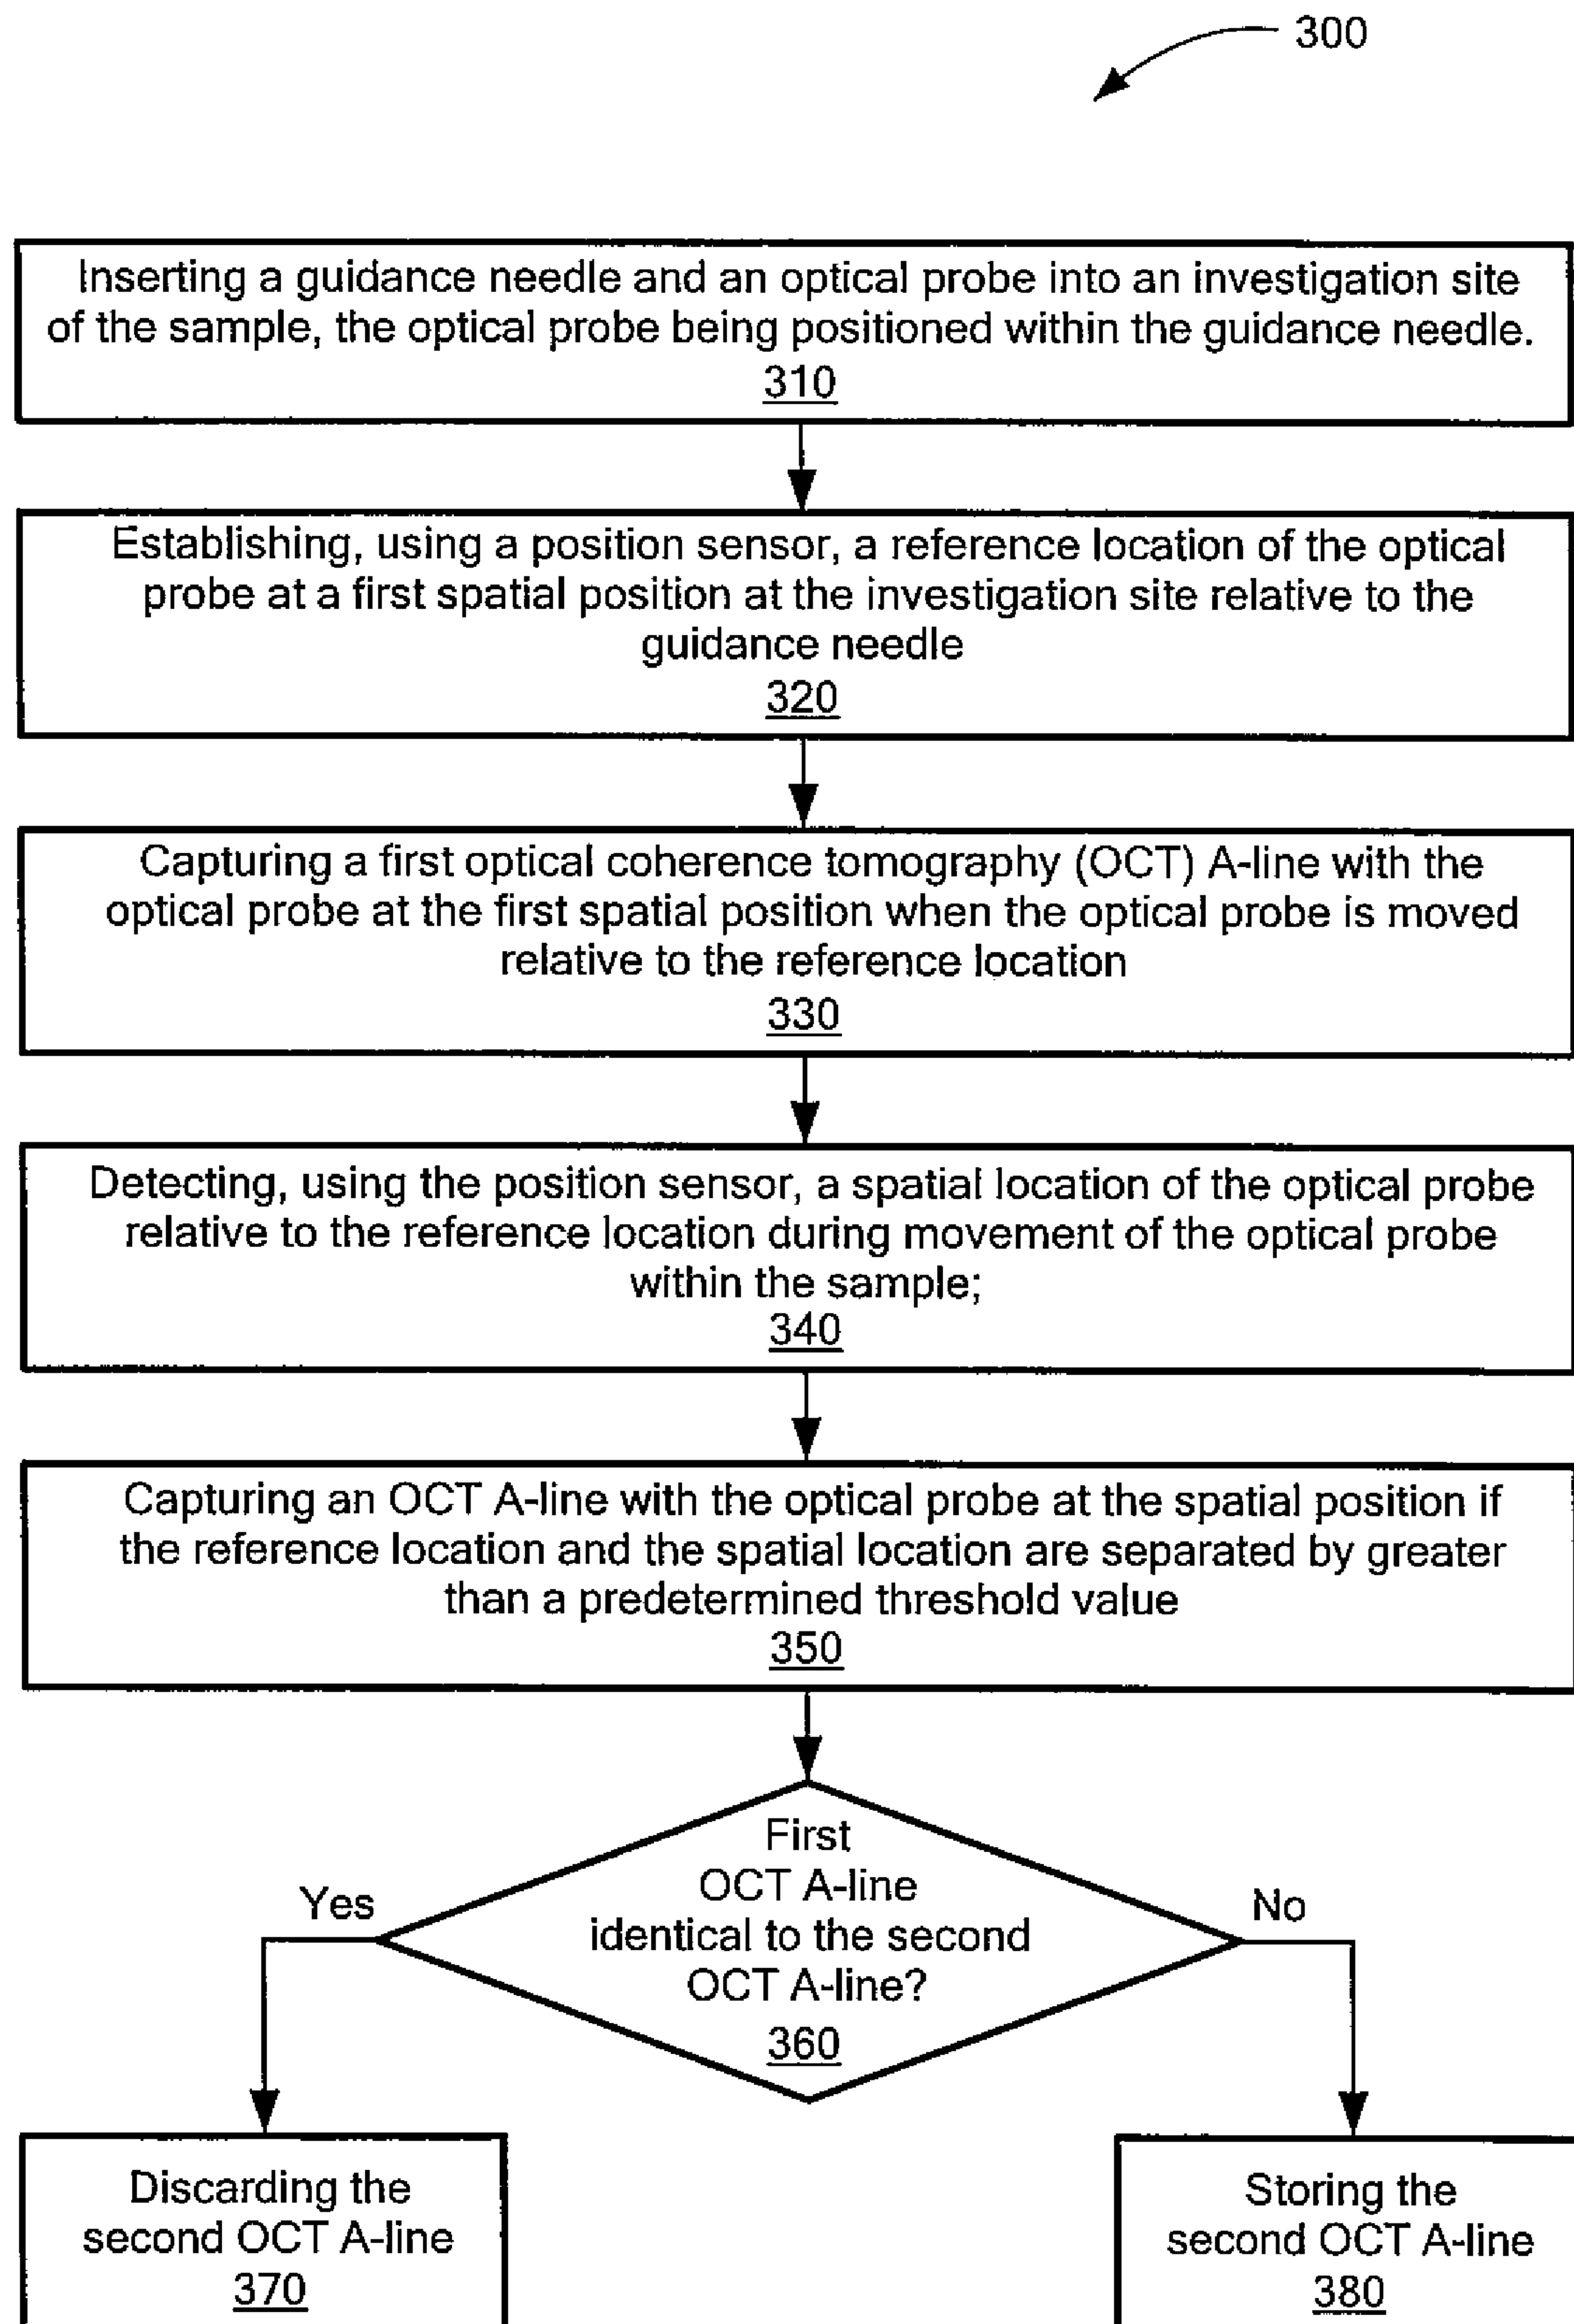 300
Inserting a guidance needle and an optical probe into an investigation site
of the sample, the optical probe being positioned within the guidance needle.
310
Establishing, using a position sensor, a reference location of the optical
probe at a first spatial position at the investigation site relative to the
guidance needle
320
Capturing a first optical coherence tomography (OCT) A-line with the
optical probe at the first spatial position when the optical probe is moved
relative to the reference location
330
Detecting, using the position sensor, a spatial location of the optical probe
relative to the reference location during movement of the optical probe
within the sample;
340
Capturing an OCT A-line with the optical probe at the spatial position if
the reference location and the spatial location are separated by greater
than a predetermined threshold value
350
First
OCT A-line
identical to the second
OCT A-line?
360
Yes
No
Discarding the
second OCT A-line
370
Storing the
second OCT A-line
380